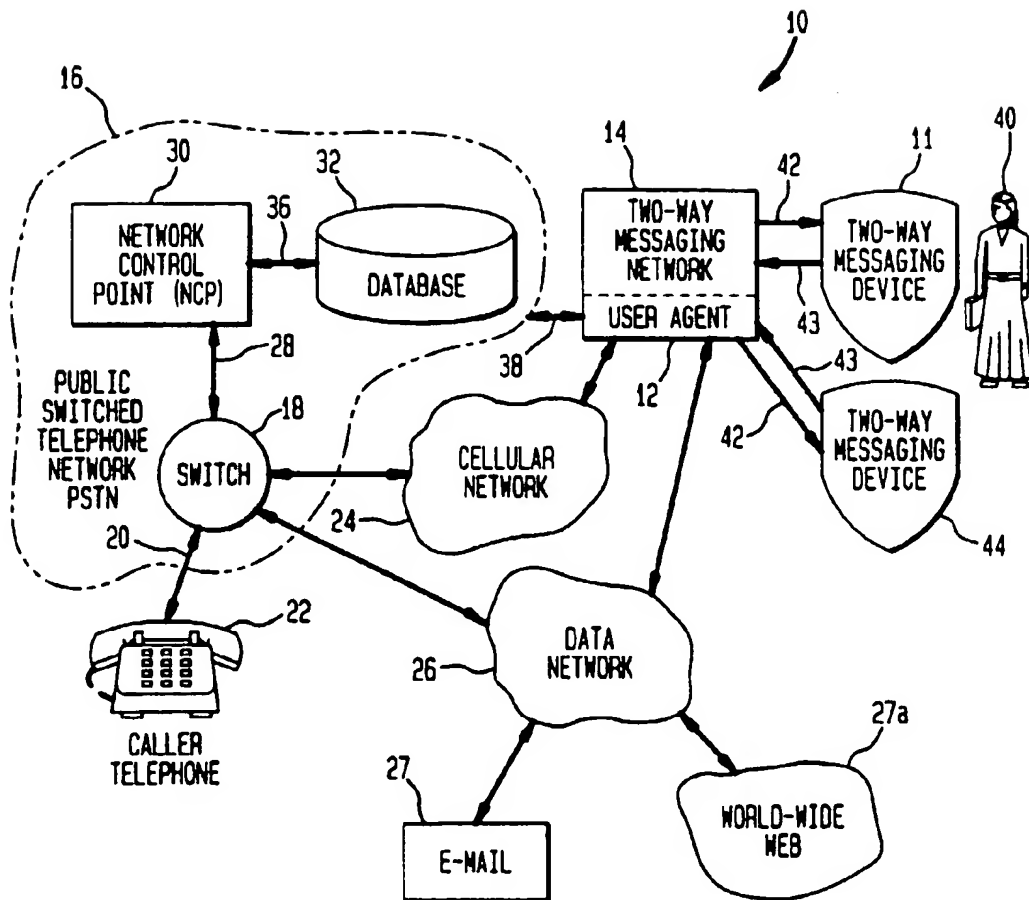 10
16
30
32
14
42
11
40
36
NETWORK
CONTROL
POINT (NCP)
DATABASE
TWO-WAY
MESSAGING
NETWORK
USER AGENT
TWO-WAY
MESSAGING
DEVICE
43
28
38
12
43
42
PUBLIC
SWITCHED
TELEPHONE
NETWORK
PSTN
18
SWITCH
CELLULAR
NETWORK
24
TWO-WAY
MESSAGING
DEVICE
44
20
22
26
DATA
NETWORK
CALLER
TELEPHONE
27
E-MAIL
27a
WORLD-WIDE
WEB